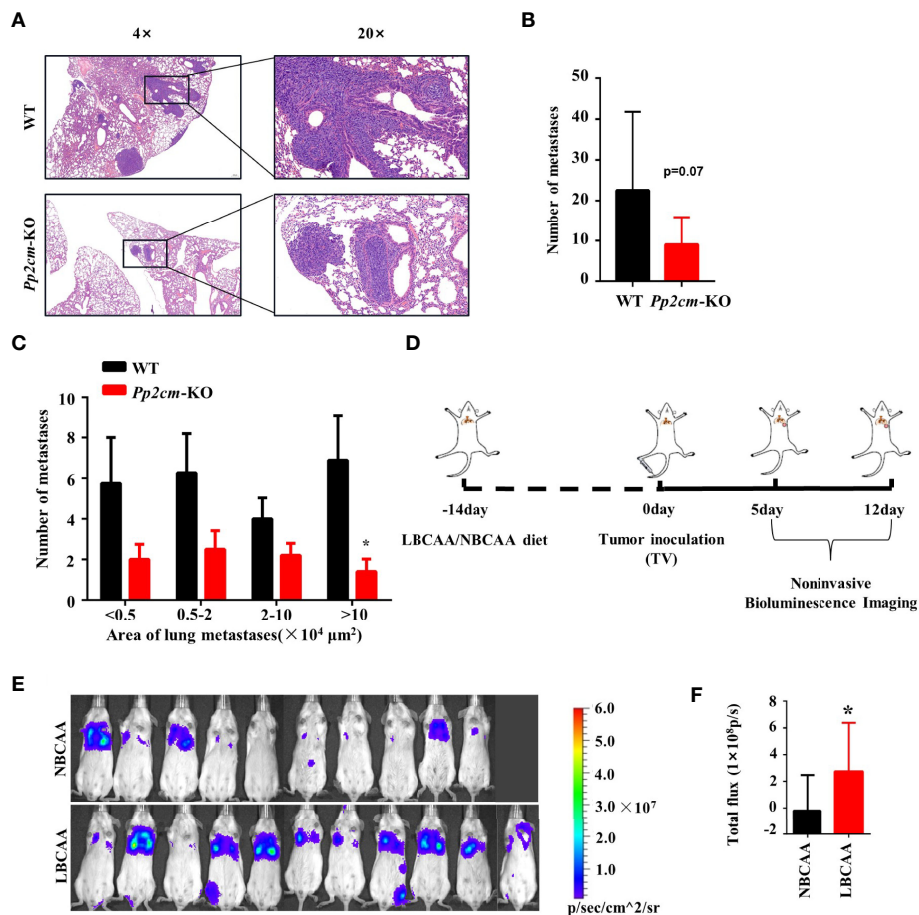 A
4×
20×
WT
Pp2cm-KO
B
Number of metastases
50
40
30
20
10
0
p=0.07
WT Pp2cm-KO
C
WT
Pp2cm-KO
Number of metastases
10
8
6
4
2
0
*
<0.5 0.5-2 2-10 >10
Area of lung metastases(×10⁴ μm²)
D
-14day 0day 5day 12day
LBCAA/NBCAA diet
Tumor inoculation
(TV)
Noninvasive
Bioluminescence Imaging
E
NBCAA
LBCAA
6.0
5.0
4.0
3.0 ×10⁷
2.0
1.0
p/sec/cm^2/sr
F
Total flux (1×10⁸p/s)
8
6
4
2
0
-2
*
NBCAA
LBCAA